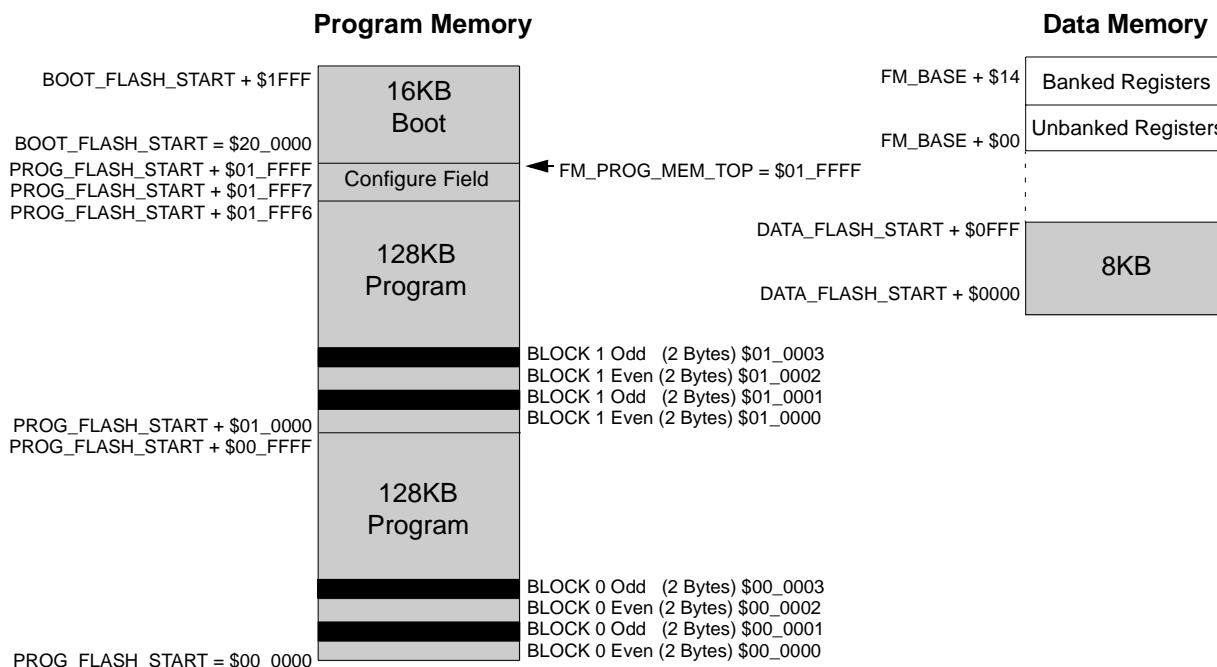 Program Memory
Data Memory
BOOT_FLASH_START + $1FFF
16KB
Boot
BOOT_FLASH_START = $20_0000
PROG_FLASH_START + $01_FFFF
PROG_FLASH_START + $01_FFF7
PROG_FLASH_START + $01_FFF6
Configure Field
FM_PROG_MEM_TOP = $01_FFFF
128KB
Program
BLOCK 1 Odd (2 Bytes) $01_0003
BLOCK 1 Even (2 Bytes) $01_0002
BLOCK 1 Odd (2 Bytes) $01_0001
BLOCK 1 Even (2 Bytes) $01_0000
PROG_FLASH_START + $01_0000
PROG_FLASH_START + $00_FFFF
128KB
Program
BLOCK 0 Odd (2 Bytes) $00_0003
BLOCK 0 Even (2 Bytes) $00_0002
BLOCK 0 Odd (2 Bytes) $00_0001
BLOCK 0 Even (2 Bytes) $00_0000
PROG_FLASH_START = $00_0000
FM_BASE + $14
Banked Registers
FM_BASE + $00
Unbanked Registers
DATA_FLASH_START + $0FFF
8KB
DATA_FLASH_START + $0000